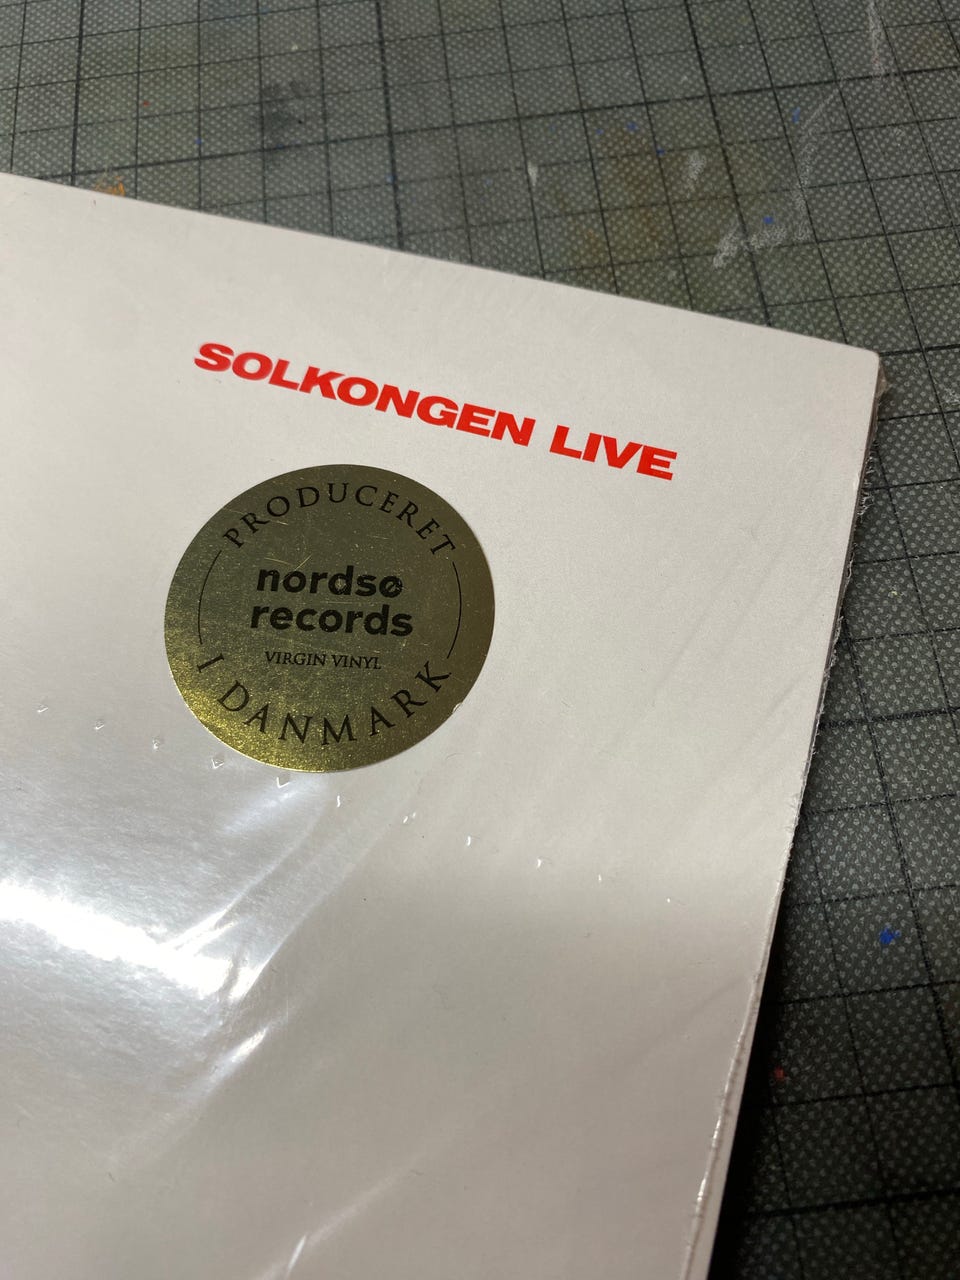 SOLKONGEN LIVE
PRODUCERET
nordsø
records
VIRGIN VINYL
I DANMARK